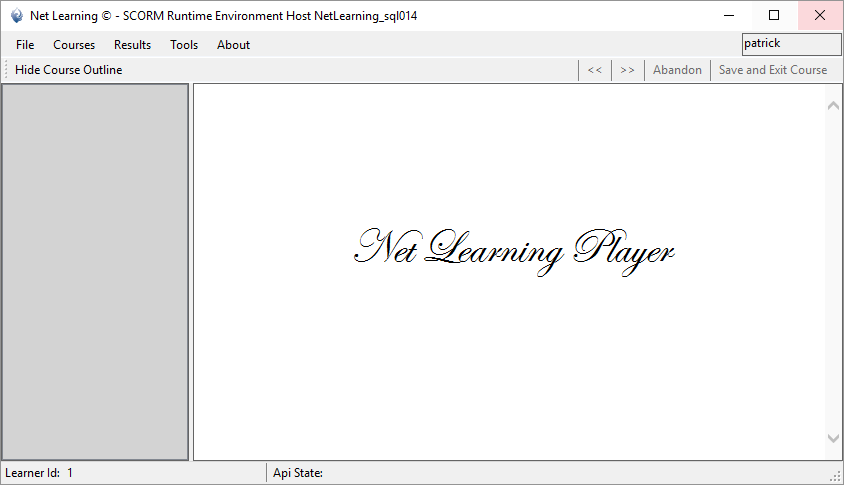 Net Learning © - SCORM Runtime Environment Host NetLearning_sql014
File Courses Results Tools About patrick
Hide Course Outline << >> Abandon Save and Exit Course
Net Learning Player
Learner Id: 1 Api State: